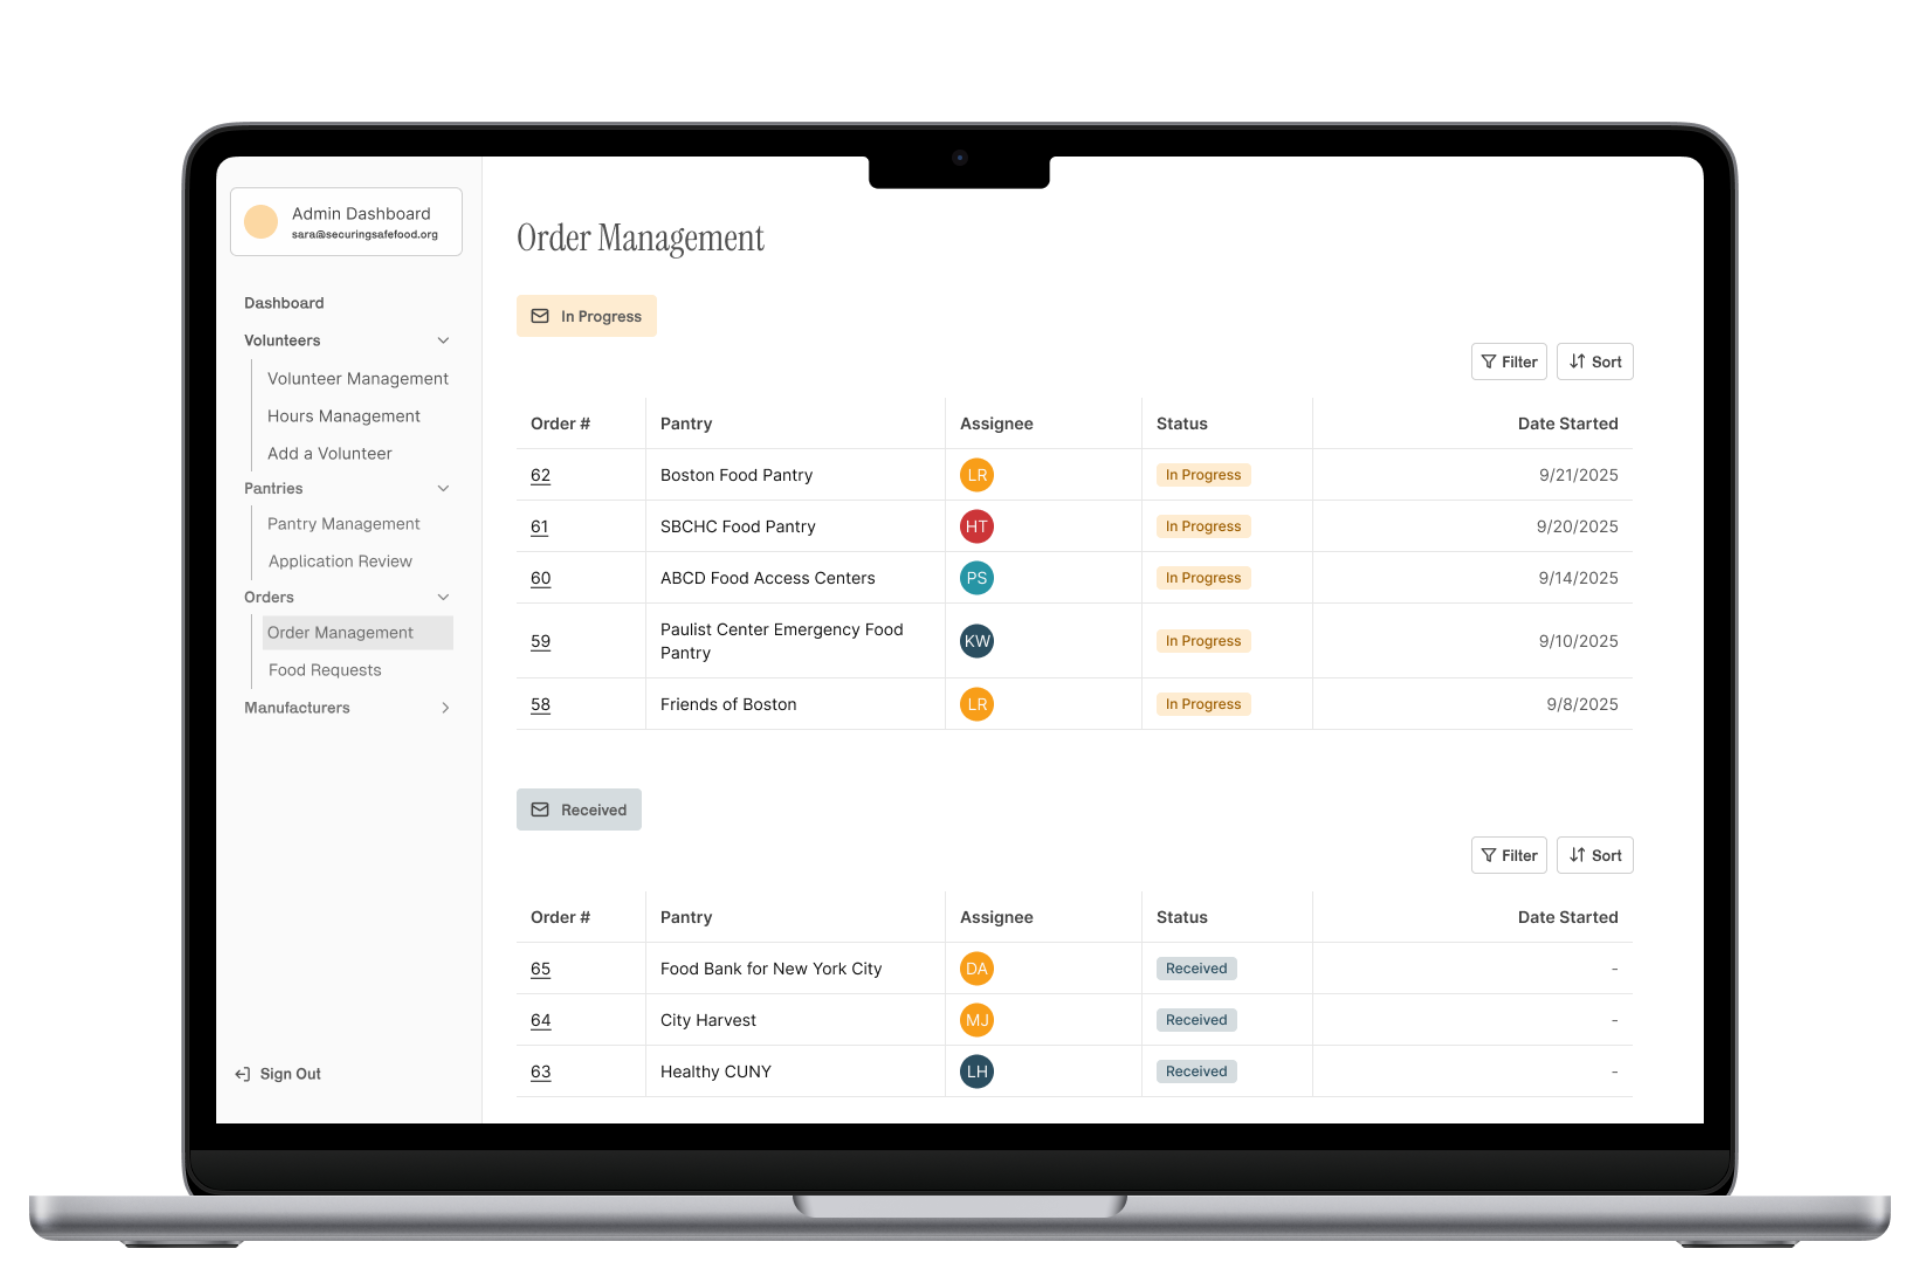 Admin Dashboard
sara@securingsafefood.org
Dashboard
Volunteers
Volunteer Management
Hours Management
Add a Volunteer
Pantries
Pantry Management
Application Review
Orders
Order Management
Food Requests
Manufacturers
Sign Out
Order Management
In Progress
Filter Sort
Order # Pantry Assignee Status Date Started
62 Boston Food Pantry LR In Progress 9/21/2025
61 SBCHC Food Pantry HT In Progress 9/20/2025
60 ABCD Food Access Centers PS In Progress 9/14/2025
59 Paulist Center Emergency Food
Pantry KW In Progress 9/10/2025
58 Friends of Boston LR In Progress 9/8/2025
Received
Filter Sort
Order # Pantry Assignee Status Date Started
65 Food Bank for New York City DA Received -
64 City Harvest MJ Received -
63 Healthy CUNY LH Received -